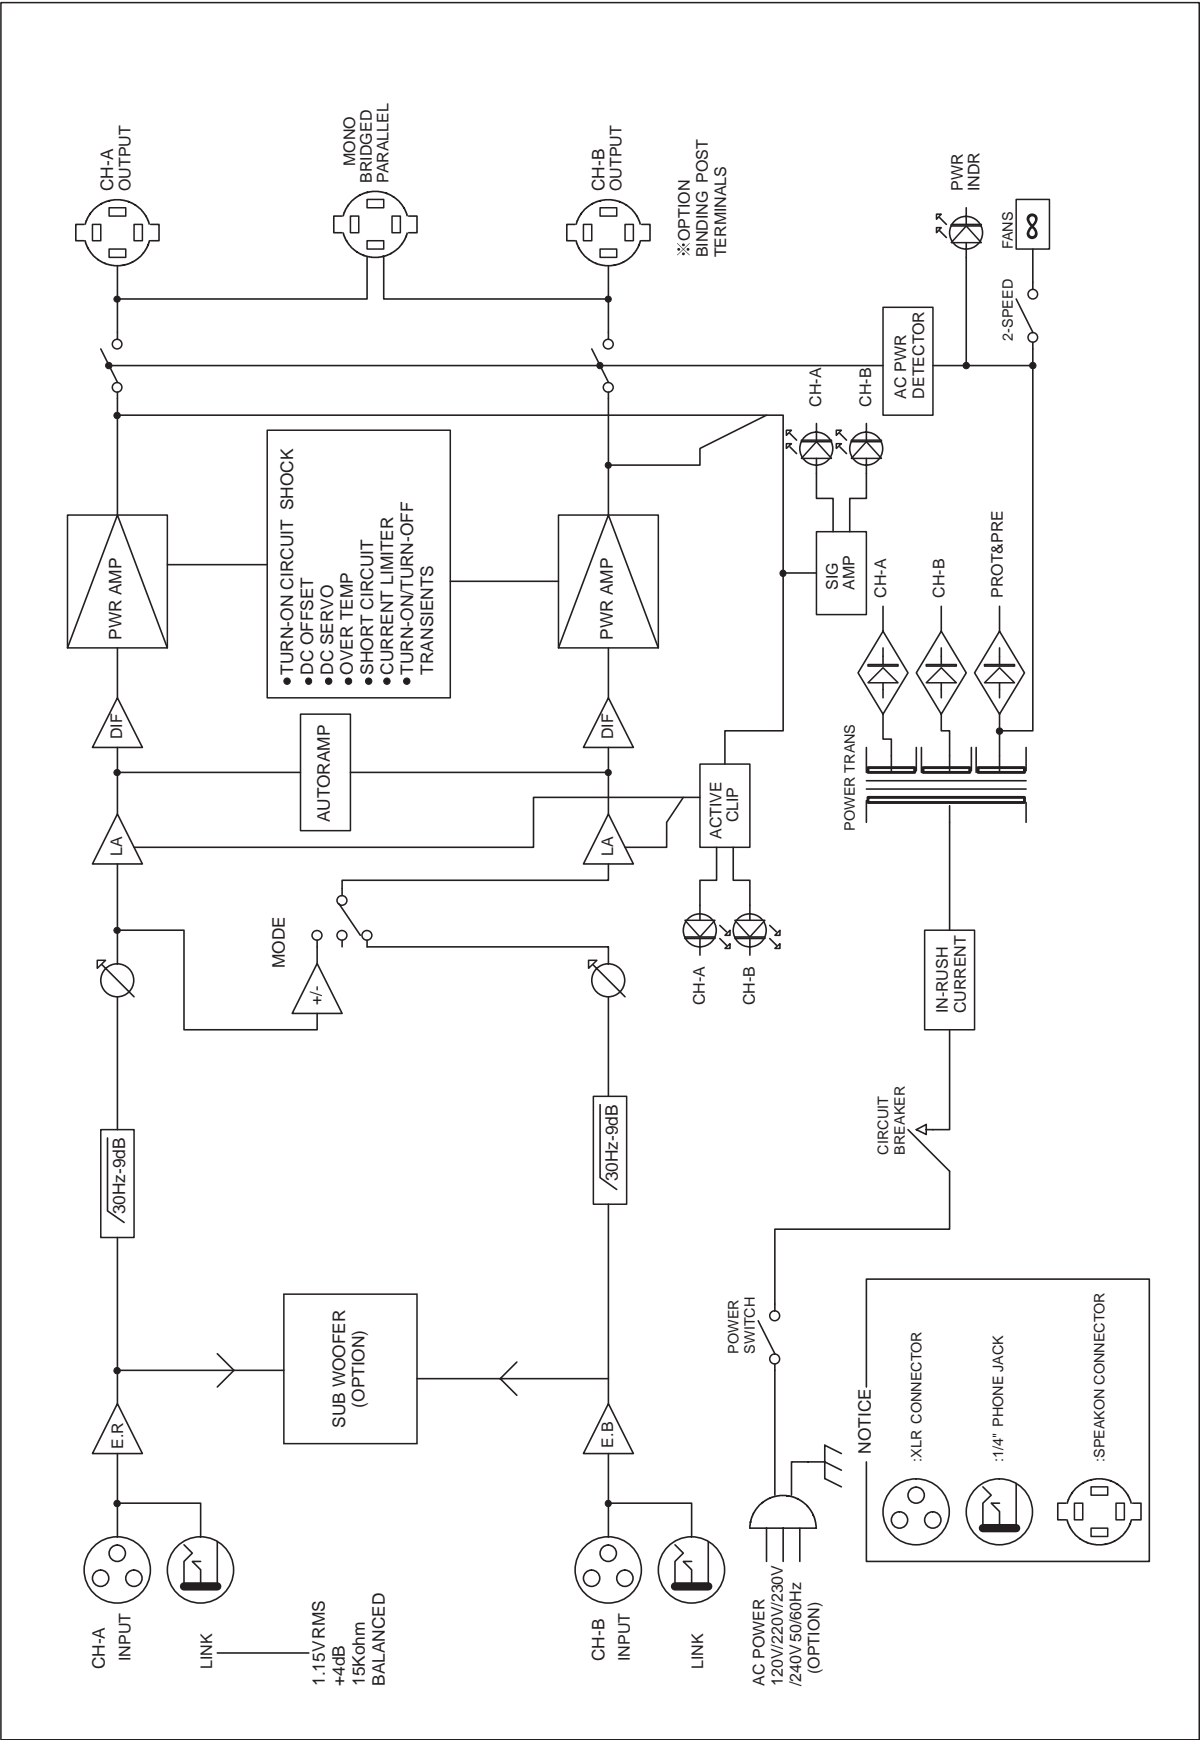 CH-A
INPUT
LINK
1.15VRMS
+4dB
15Kohm
BALANCED
E.R
/30Hz-9dB
SUB WOOFER
(OPTION)
MODE
+/-
LA
AUTORAMP
DIF
PWR AMP
• TURN-ON CIRCUIT SHOCK
• DC OFFSET
• DC SERVO
• OVER TEMP
• SHORT CIRCUIT
• CURRENT LIMITER
• TURN-ON/TURN-OFF
TRANSIENTS
CH-A
OUTPUT
MONO
BRIDGED
PARALLEL
CH-B
INPUT
LINK
E.B
/30Hz-9dB
LA
DIF
PWR AMP
CH-B
OUTPUT
※OPTION
BINDING POST
TERMINALS
CH-A
CH-B
ACTIVE
CLIP
SIG
AMP
CH-A
CH-B
AC PWR
DETECTOR
PWR
INDR
2-SPEED
FANS
AC POWER
120V/220V/230V
/240V 50/60Hz
(OPTION)
POWER
SWITCH
CIRCUIT
BREAKER
IN-RUSH
CURRENT
POWER TRANS
CH-A
CH-B
PROT&PRE
NOTICE
:XLR CONNECTOR
:1/4" PHONE JACK
:SPEAKON CONNECTOR